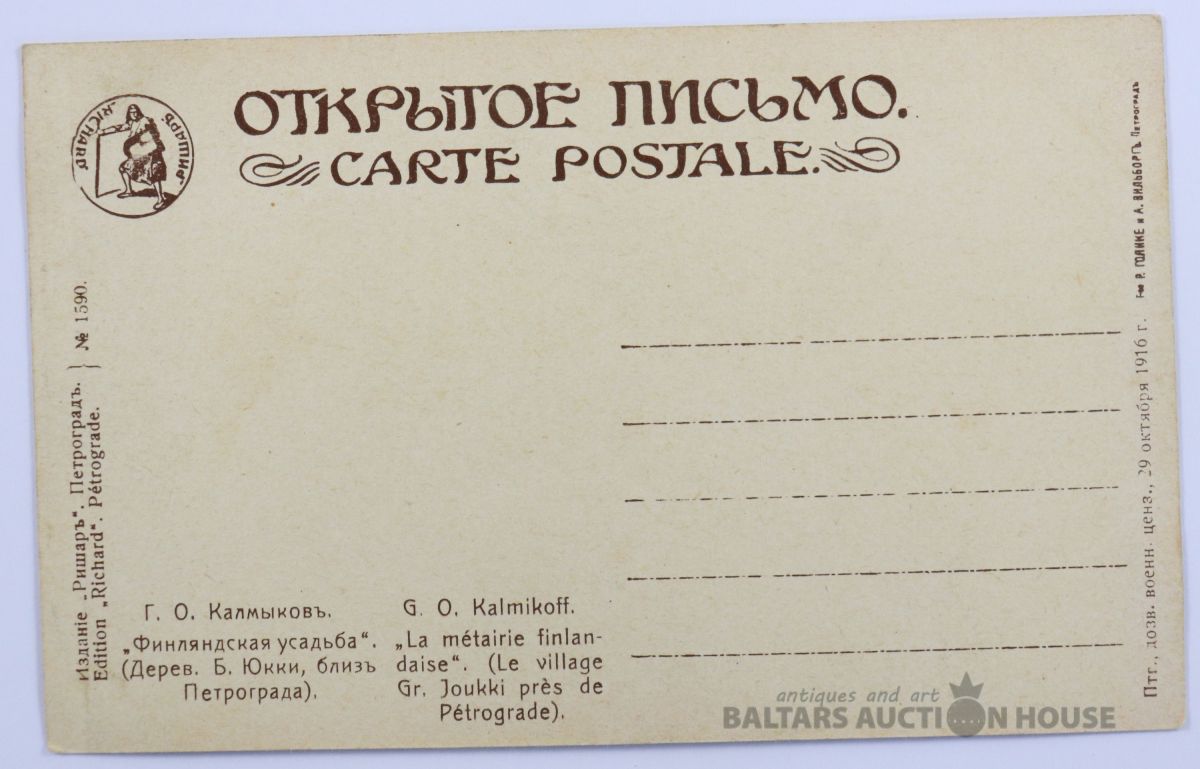 ОТКРЫТОЕ ПИСЬМО.
CARTE POSTALE.
РИШАРЪ
RICHARD
Изданіе „Ришаръ“. Петроградъ.
Edition „Richard“. Pétrograde.
№ 1590.
Г. О. Калмыковъ.
„Финляндская усадьба“.
(Дерев. Б. Юкки, близъ
Петрограда).
G. O. Kalmikoff.
„La métairie finlan-
daise“. (Le village
Gr. Joukki près de
Pétrograde).
Птг., дозв. военн. ценз., 29 октября 1916 г.
Р. ГОЛИКЕ и А. ВИЛЬБОРГЪ. Петроградъ
antiques and art
BALTARS AUCTION HOUSE